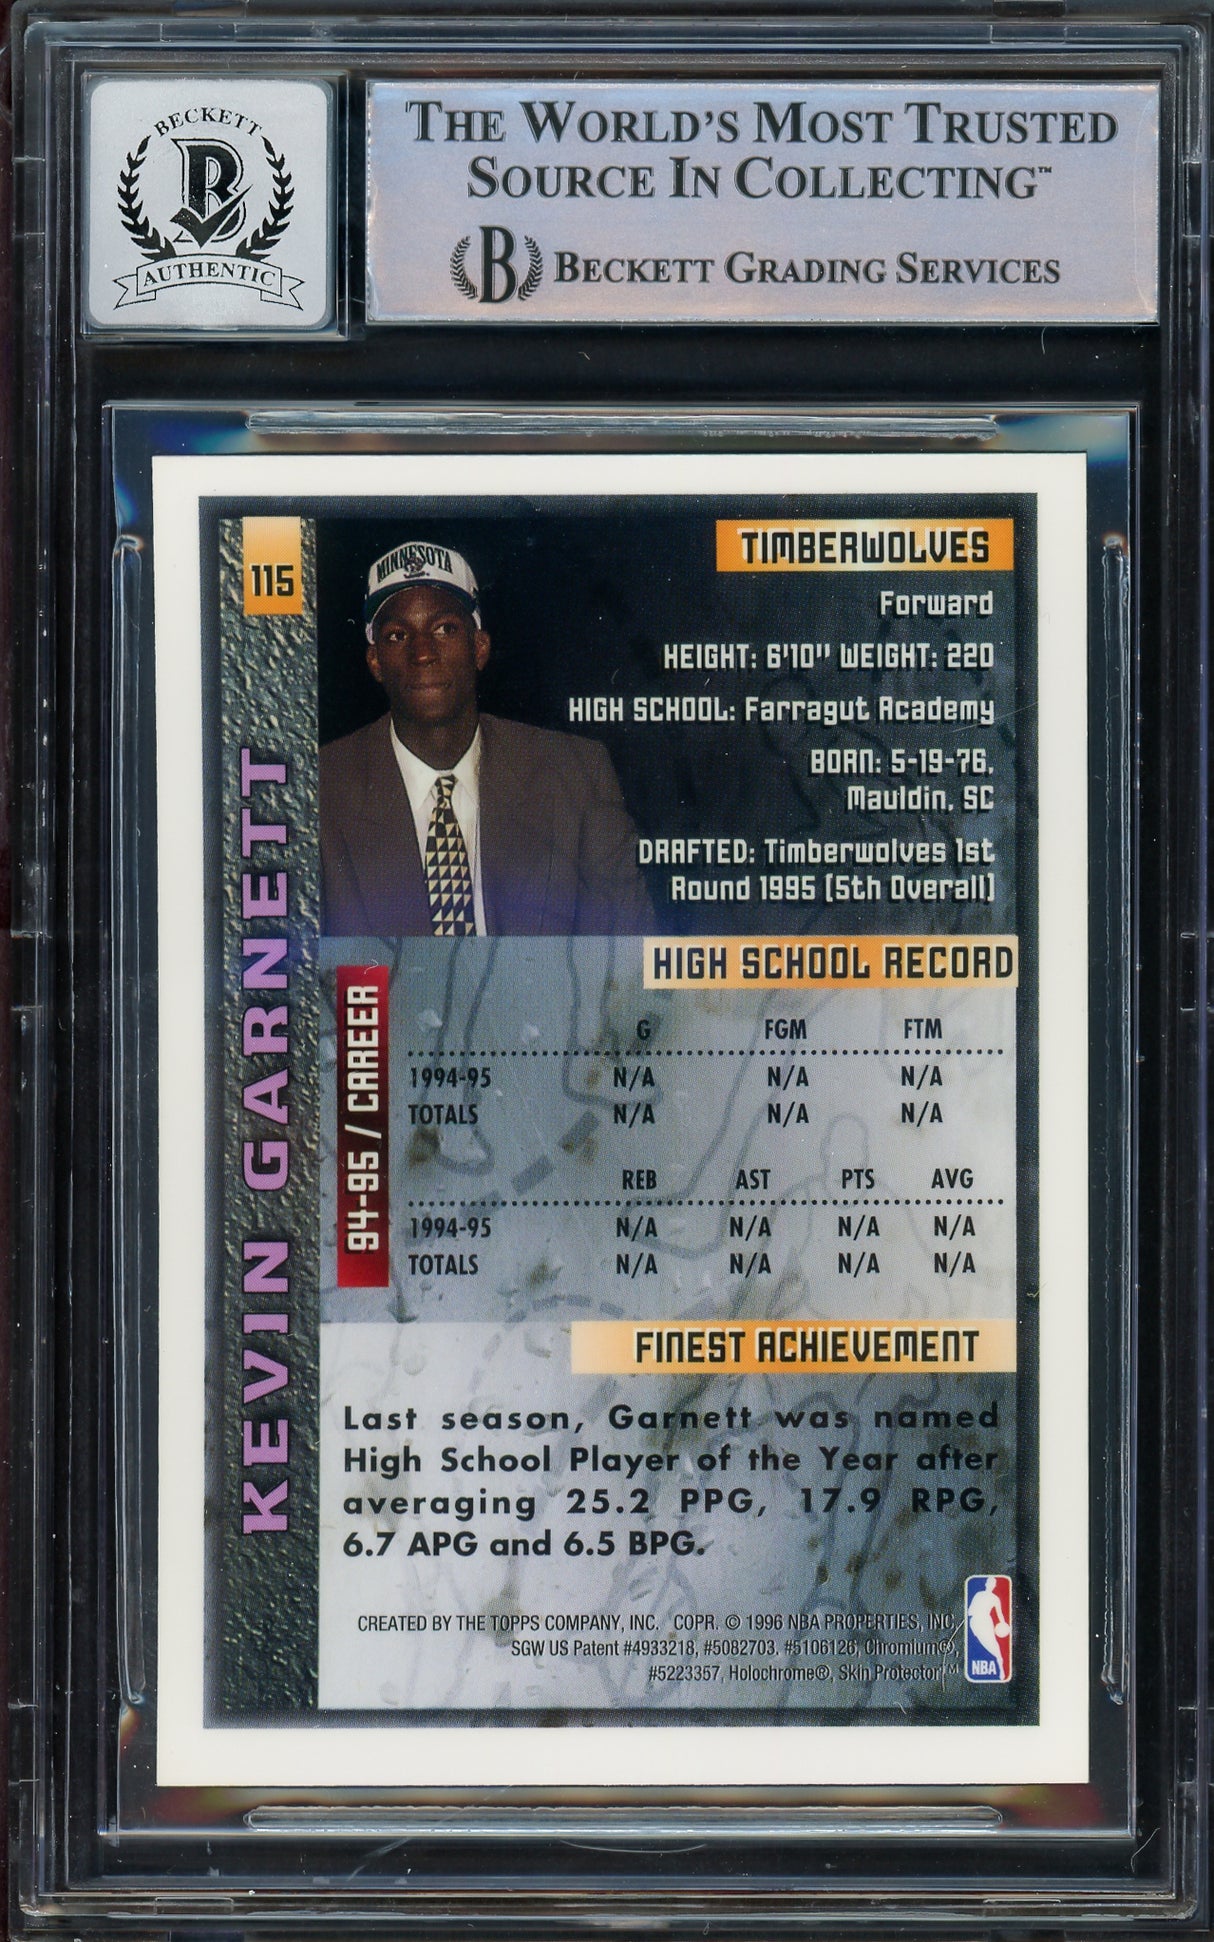 BECKETT
B
AUTHENTIC
THE WORLD'S MOST TRUSTED
SOURCE IN COLLECTING™
B BECKETT GRADING SERVICES
115
MINNESOTA
TIMBERWOLVES
Forward
HEIGHT: 6'10" WEIGHT: 220
HIGH SCHOOL: Farragut Academy
BORN: 5-19-76,
Mauldin, SC
DRAFTED: Timberwolves 1st
Round 1995 (5th Overall)
KEVIN GARNETT
HIGH SCHOOL RECORD
94-95 / CAREER
G FGM FTM
1994-95 N/A N/A N/A
TOTALS N/A N/A N/A
REB AST PTS AVG
1994-95 N/A N/A N/A N/A
TOTALS N/A N/A N/A N/A
FINEST ACHIEVEMENT
Last season, Garnett was named
High School Player of the Year after
averaging 25.2 PPG, 17.9 RPG,
6.7 APG and 6.5 BPG.
CREATED BY THE TOPPS COMPANY, INC. COPR. © 1996 NBA PROPERTIES, INC.
SGW US Patent #4933218, #5082703, #5106126, Chromium®,
#5223357, Holochrome®, Skin Protector™
NBA